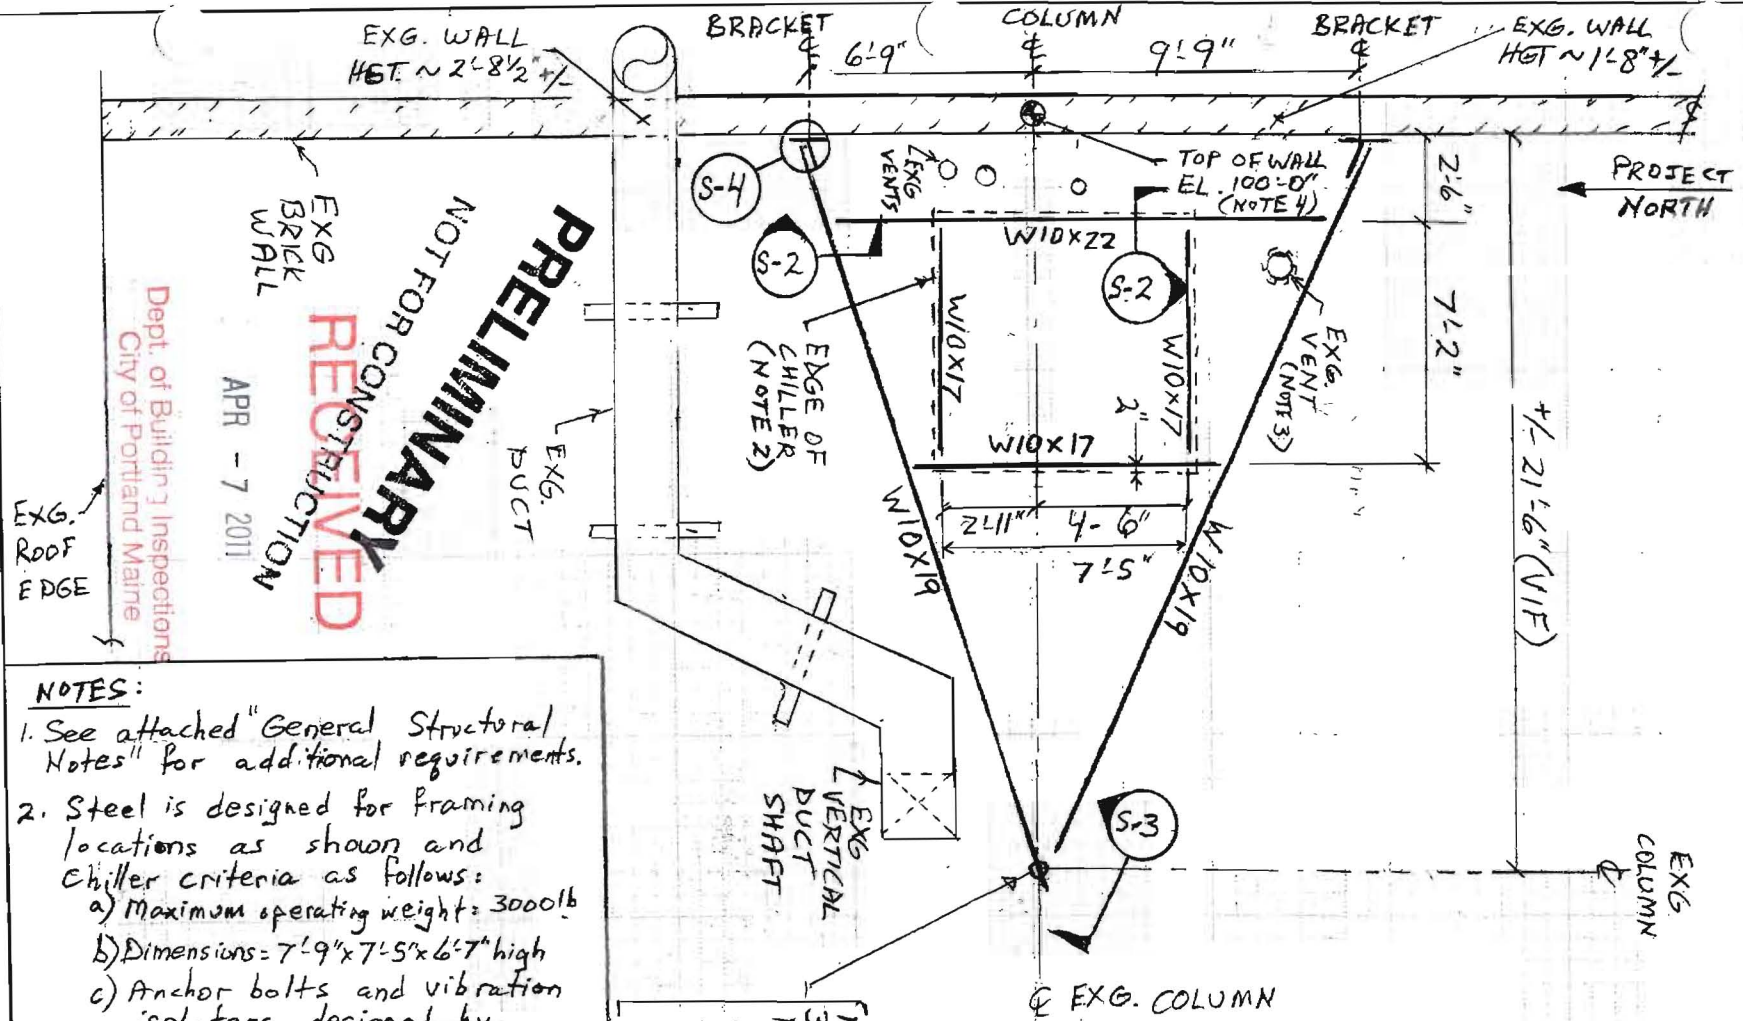 BRACKET
COLUMN
BRACKET
EXG. WALL
HGT. ~ 2'-8½" +/-
6'-9"
9'-9"
EXG. WALL
HGT ~ 1'-8" +/-
S-4
EXG
VENTS
TOP OF WALL
EL. 100'-0"
(NOTE 4)
2'-6"
PROJECT
NORTH
EXG
BRICK
WALL
W10X22
S-2
S-2
W10X17
W10X17
EXG.
VENT
(NOTE 3)
7'-2"
EDGE OF
CHILLER
(NOTE 2)
2"
W10X17
+/- 21'-6" (VIF)
PRELIMINARY
NOT FOR CONSTRUCTION
RECEIVED
APR - 7 2011
Dept. of Building Inspections
City of Portland Maine
EXG.
DUCT
EXG.
ROOF
EDGE
2'-11"
4'-6"
7'-5"
W10X19
W10X19
EXG
VERTICAL
DUCT
SHAFT
S-3
EXG
COLUMN
℄
℄ EXG. COLUMN
NOTES:
1. See attached "General Structural
Notes" for additional requirements.
2. Steel is designed for framing
locations as shown and
chiller criteria as follows:
a) Maximum operating weight = 3000 lb
b) Dimensions = 7'-9" x 7'-5" x 6'-7" high
c) Anchor bolts and vibration
designed by